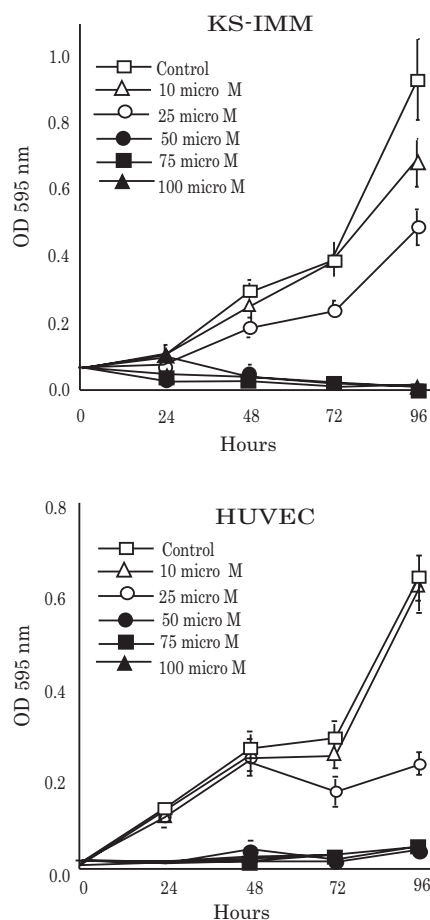 KS-IMM
1.0
0.8
0.6
0.4
0.2
0.0
OD 595 nm
Control
10 micro M
25 micro M
50 micro M
75 micro M
100 micro M
0 24 48 72 96
Hours
HUVEC
0.8
0.6
0.4
0.2
0
OD 595 nm
Control
10 micro M
25 micro M
50 micro M
75 micro M
100 micro M
0 24 48 72 96
Hours